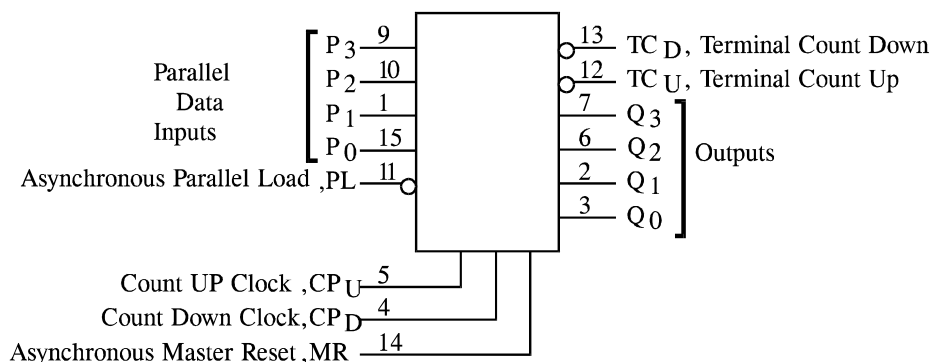 P3 9
Parallel P2 10
Data P1 1
Inputs P0 15
Asynchronous Parallel Load ,PL 11
13 TCD, Terminal Count Down
12 TCU, Terminal Count Up
7 Q3
6 Q2
2 Q1
3 Q0
Outputs
Count UP Clock ,CPU 5
Count Down Clock,CPD 4
Asynchronous Master Reset ,MR 14